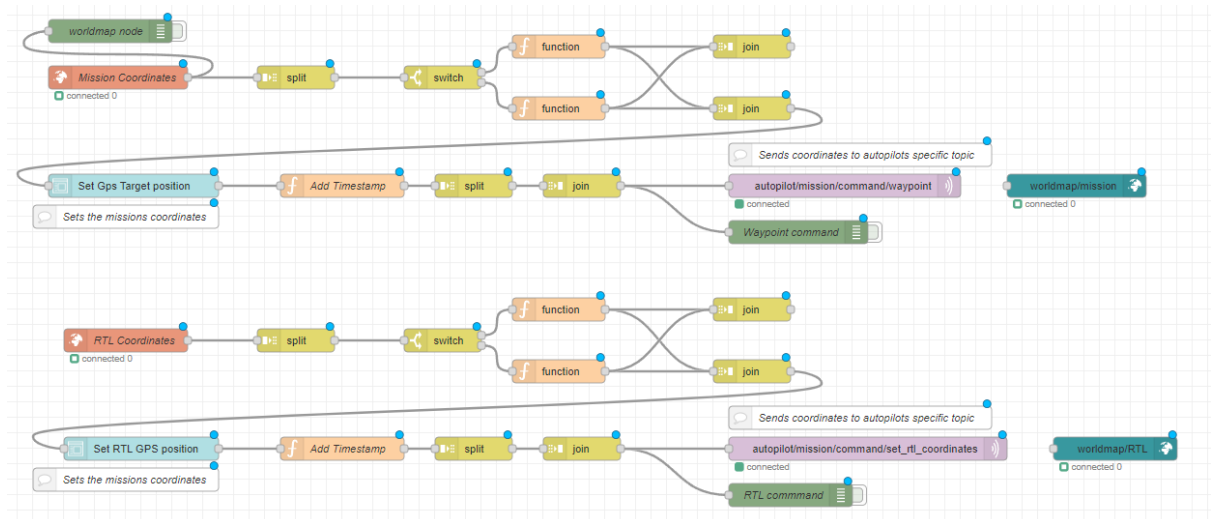 worldmap node
Mission Coordinates
connected 0
split
switch
function
function
join
join
Sends coordinates to autopilots specific topic
Set Gps Target position
Add Timestamp
split
join
autopilot/mission/command/waypoint
connected
worldmap/mission
connected 0
Sets the missions coordinates
Waypoint command
RTL Coordinates
connected 0
split
switch
function
function
join
join
Sends coordinates to autopilots specific topic
Set RTL GPS position
Add Timestamp
split
join
autopilot/mission/command/set_rtl_coordinates
connected
worldmap/RTL
connected 0
Sets the missions coordinates
RTL commmand